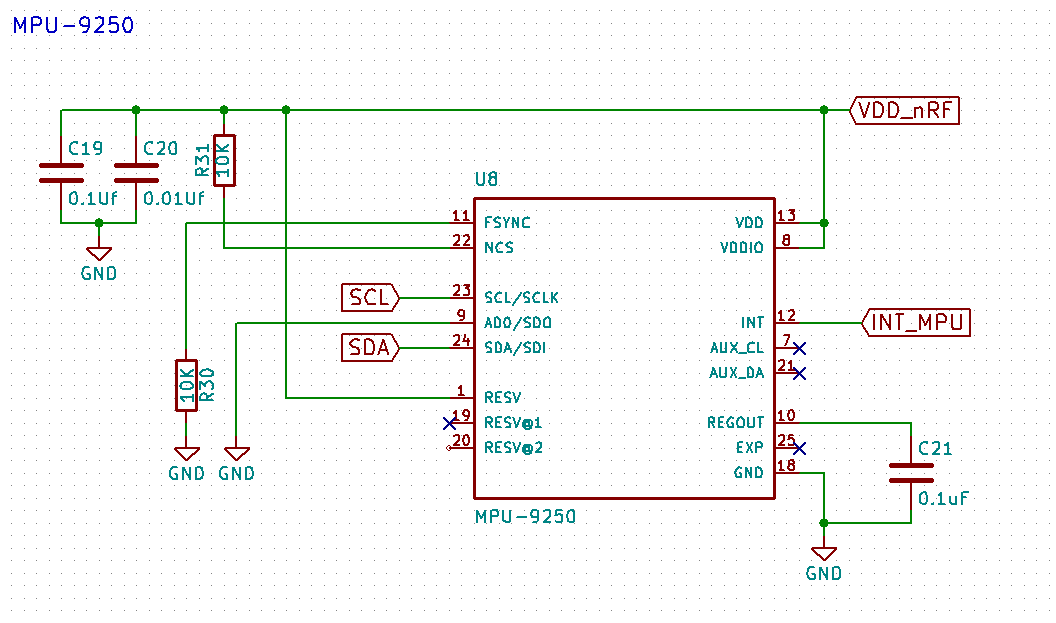 MPU-9250
VDD_nRF
C19
C20
R31
10K
0.1Uf
0.01Uf
GND
U8
11
FSYNC
VDD
13
22
NCS
VDDIO
8
SCL
23
SCL/SCLK
9
AD0/SDO
INT
12
INT_MPU
SDA
24
SDA/SDI
AUX_CL
7
AUX_DA
21
10K
R30
1
RESV
19
RESV@1
REGOUT
10
20
RESV@2
EXP
25
GND
18
C21
0.1uF
GND
GND
MPU-9250
GND